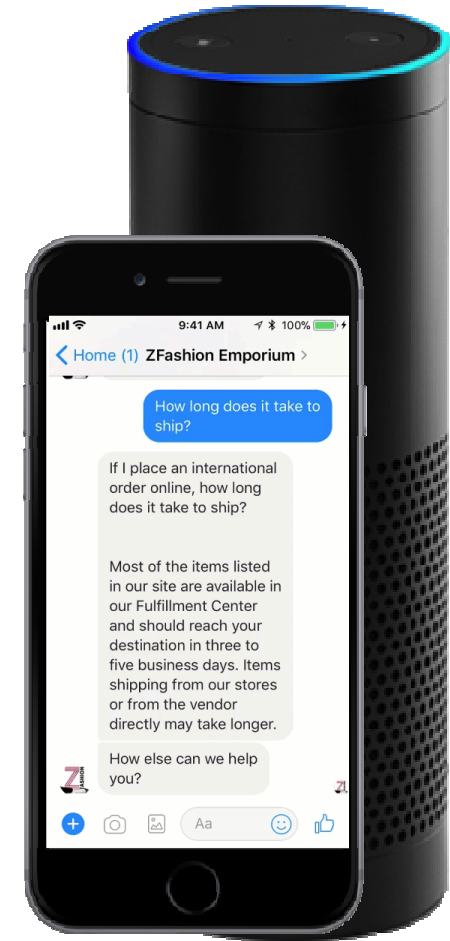 9:41 AM 100%
Home (1) ZFashion Emporium
How long does it take to
ship?
If I place an international
order online, how long
does it take to ship?
Most of the items listed
in our site are available in
our Fulfillment Center
and should reach your
destination in three to
five business days. Items
shipping from our stores
or from the vendor
directly may take longer.
How else can we help
you?
Z FASHION
Aa